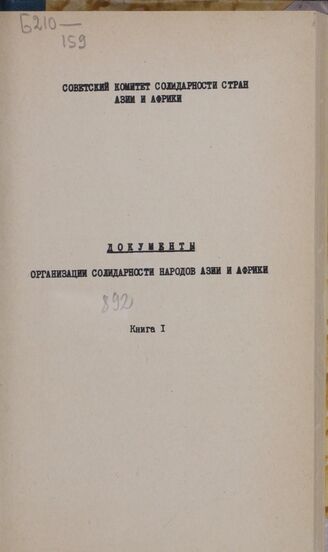 Б210—
159
СОВЕТСКИЙ КОМИТЕТ СОЛИДАРНОСТИ СТРАН
АЗИИ И АФРИКИ
ДОКУМЕНТЫ
ОРГАНИЗАЦИИ СОЛИДАРНОСТИ НАРОДОВ АЗИИ И АФРИКИ
892
Книга I